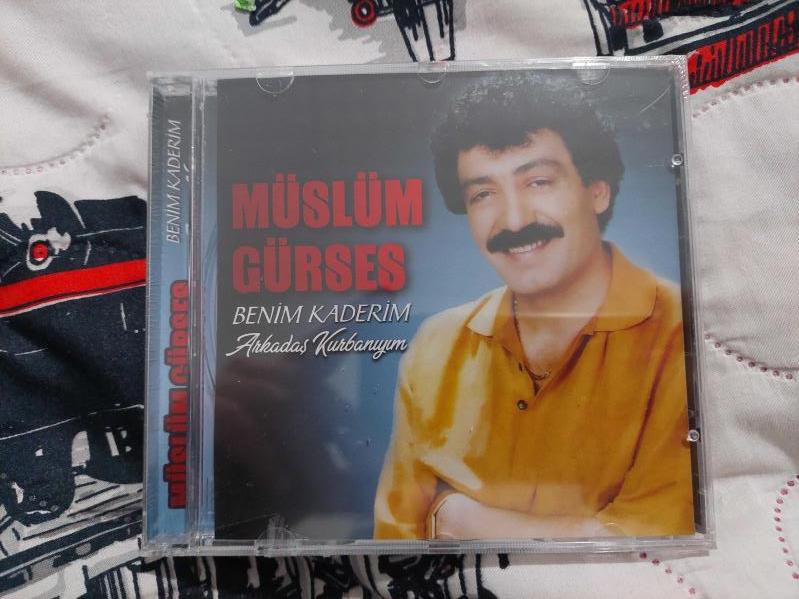 BENİM KADERİM
MÜSLÜM GÜRSES
MÜSLÜM
GÜRSES
BENİM KADERİM
Arkadaş Kurbanıyım